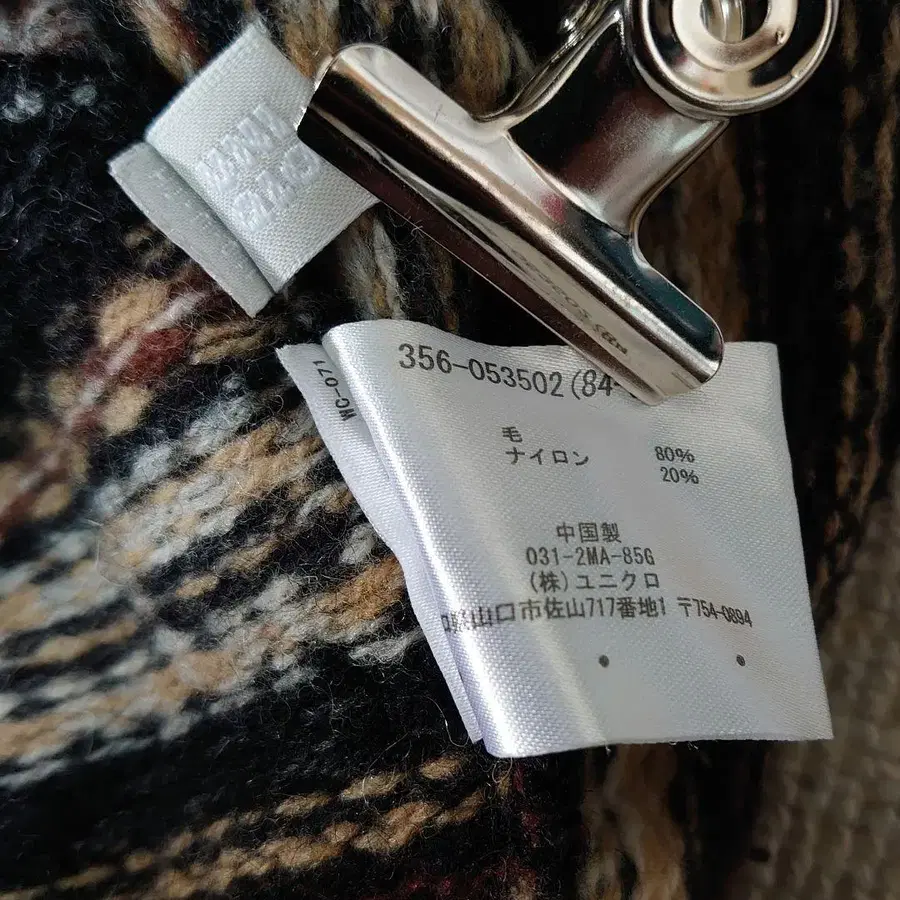 356-053502(84-
WG-071
毛 80%
ナイロン 20%
中国製
031-2MA-85G
(株)ユニクロ
山口市佐山717番地1 〒754-0894